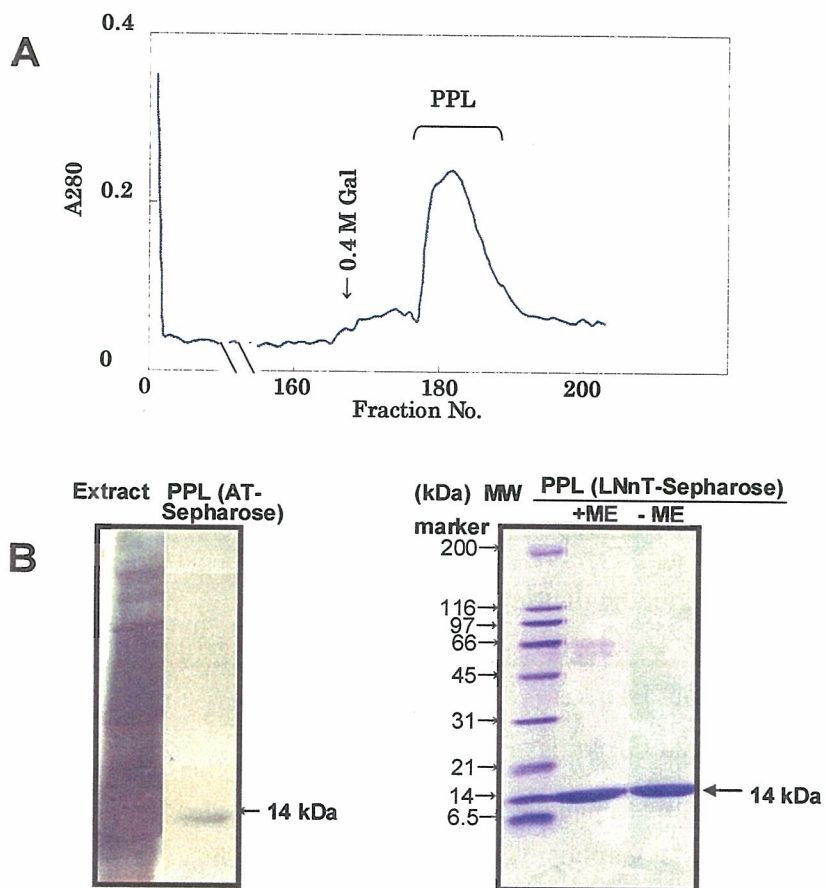 A
0.4
PPL
A280
0.2
← 0.4 M Gal
0
0 160 180 200
Fraction No.
B
Extract PPL (AT-
Sepharose)
← 14 kDa
(kDa) MW PPL (LNnT-Sepharose)
marker +ME - ME
200→
116→
97→
66→
45→
31→
21→
14→
6.5→
← 14 kDa